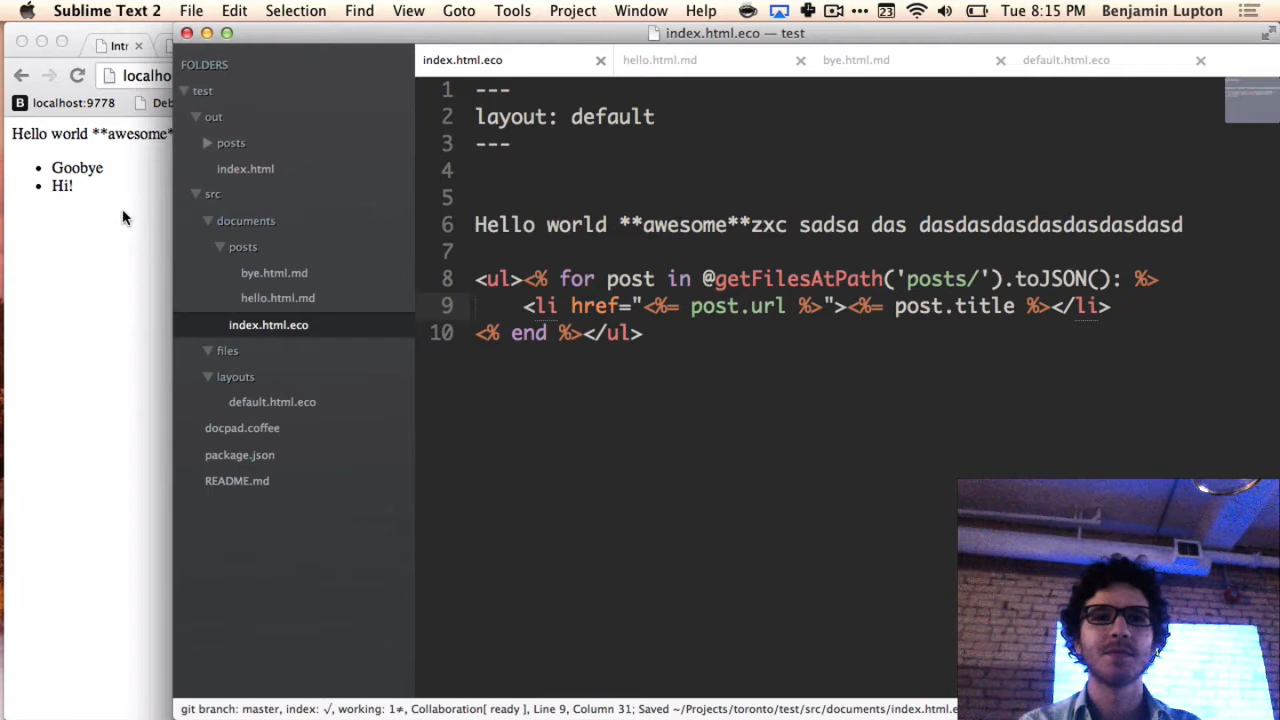 Sublime Text 2 File Edit Selection Find View Goto Tools Project Window Help 23 Tue 8:15 PM Benjamin Lupton
index.html.eco — test
Intr
localho
B localhost:9778 Deb
Hello world **awesome*
• Goobye
• Hi!
FOLDERS
test
out
posts
index.html
src
documents
posts
bye.html.md
hello.html.md
index.html.eco
files
layouts
default.html.eco
docpad.coffee
package.json
README.md
index.html.eco hello.html.md bye.html.md default.html.eco
1 ---
2 layout: default
3 ---
4
5
6 Hello world **awesome**zxc sadsa das dasdasdasdasdasdasdasd
7
8 <ul><% for post in @getFilesAtPath('posts/').toJSON(): %>
9 <li href="<%= post.url %>"><%= post.title %></li>
10 <% end %></ul>
git branch: master, index: √, working: 1≠, Collaboration[ ready ], Line 9, Column 31; Saved ~/Projects/toronto/test/src/documents/index.html.e